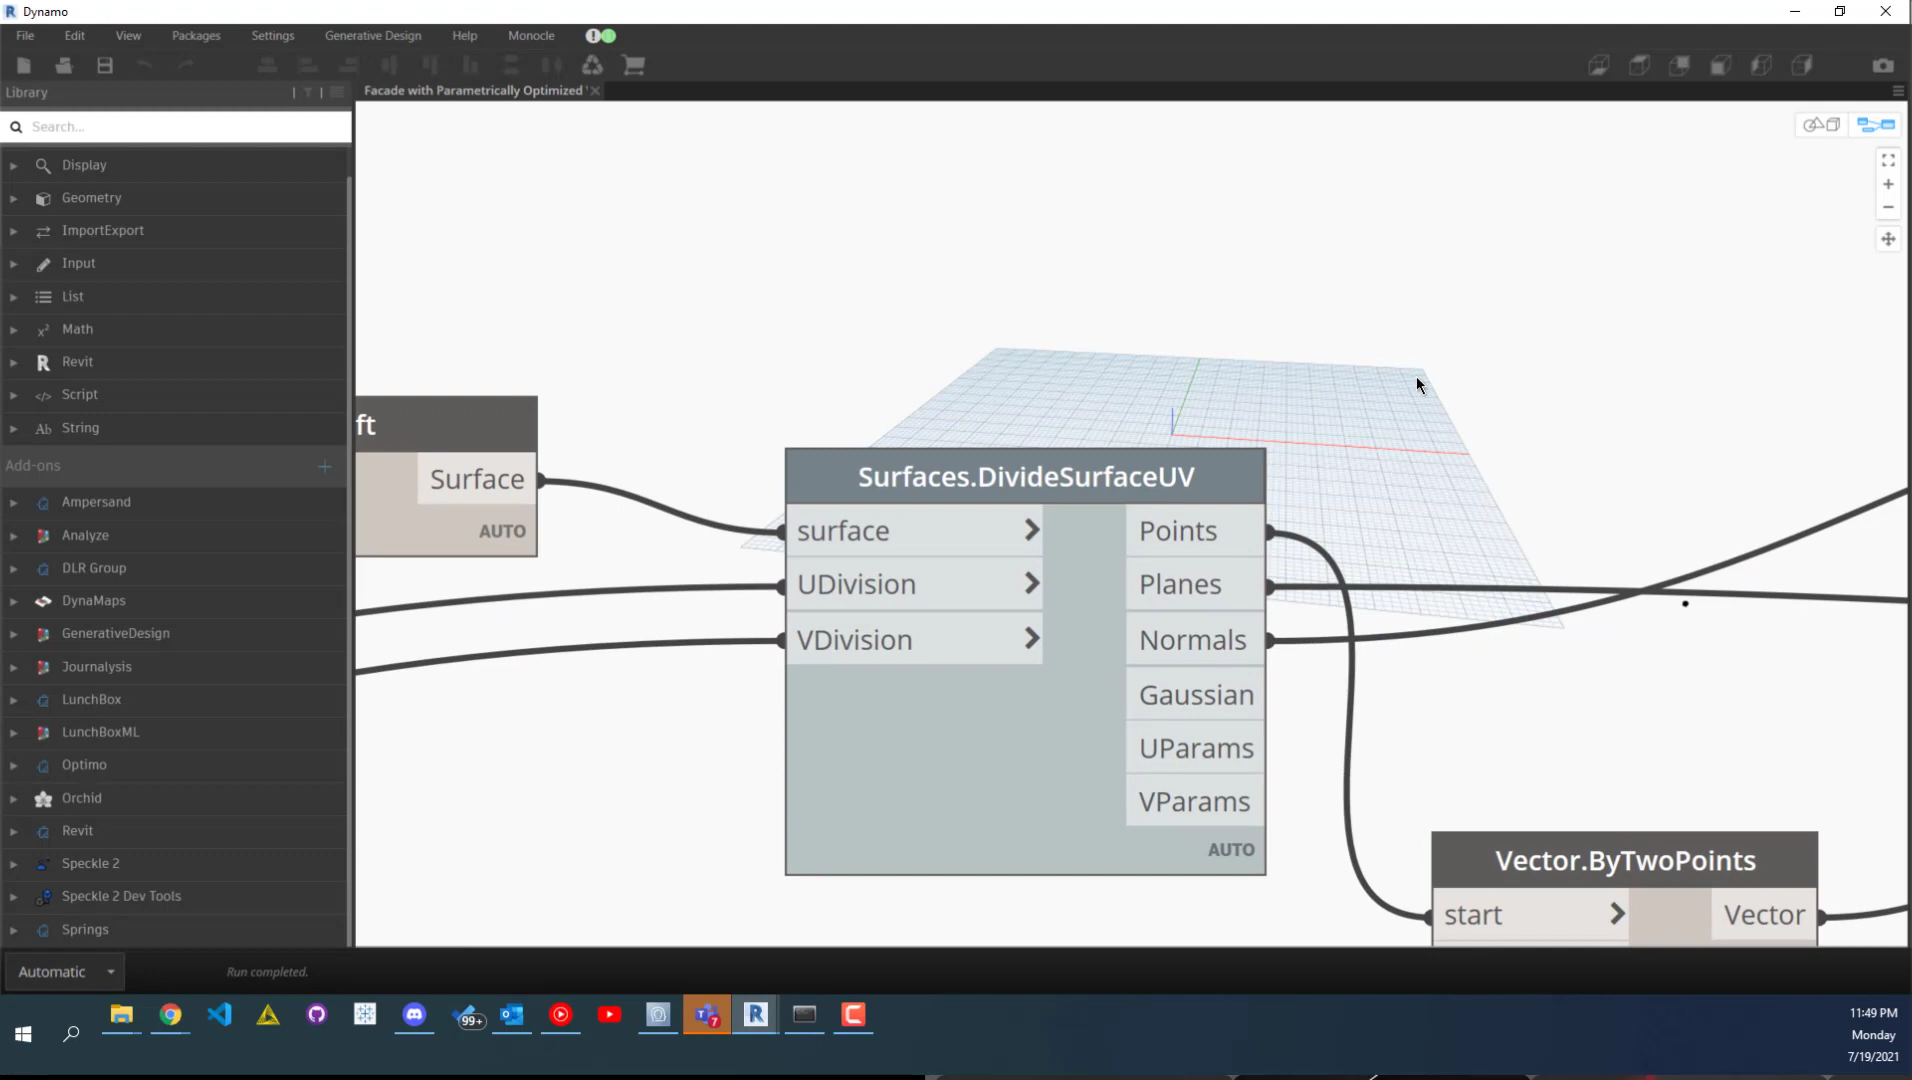 Dynamo
File Edit View Packages Settings Generative Design Help Monocle
Library
Facade with Parametrically Optimized '
Search...
Display
Geometry
ImportExport
Input
List
Math
Revit
Script
String
Add-ons
Ampersand
Analyze
DLR Group
DynaMaps
GenerativeDesign
Journalysis
LunchBox
LunchBoxML
Optimo
Orchid
Revit
Speckle 2
Speckle 2 Dev Tools
Springs
ft
Surface
AUTO
Surfaces.DivideSurfaceUV
surface Points
UDivision Planes
VDivision Normals
Gaussian
UParams
VParams
AUTO
Vector.ByTwoPoints
start Vector
Automatic
Run completed.
99+
7
11:49 PM
Monday
7/19/2021